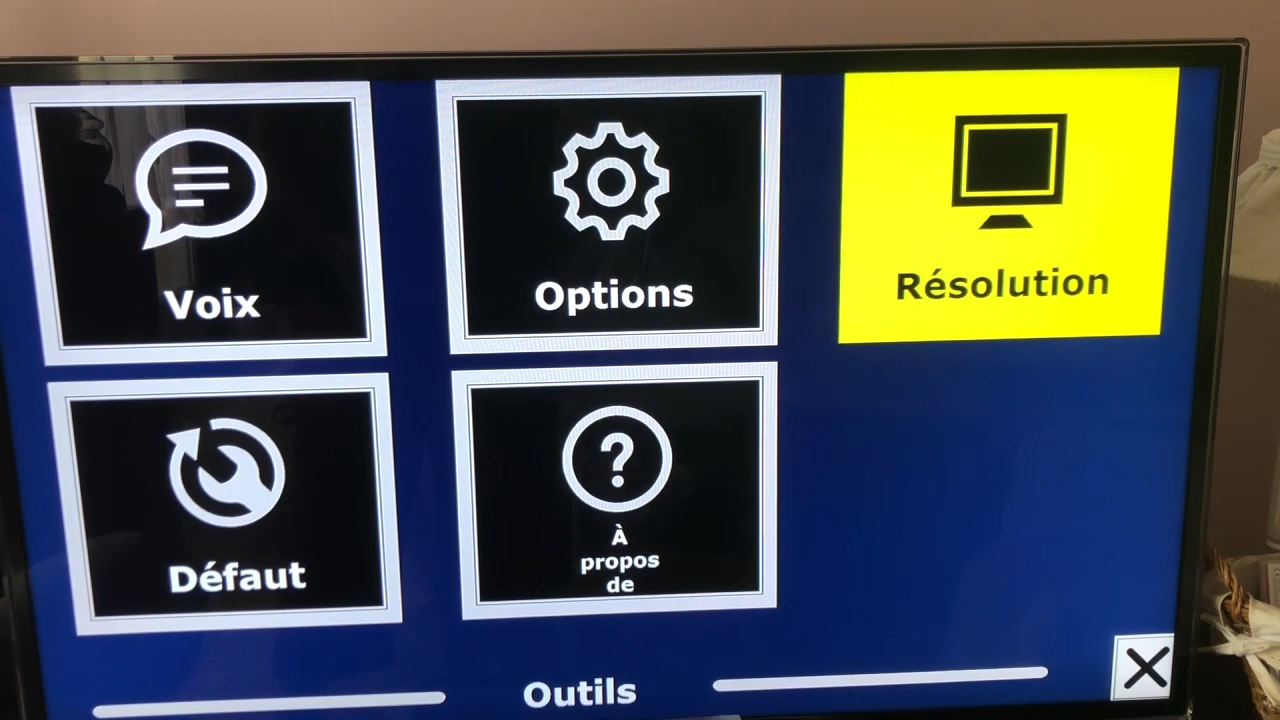 Voix
Options
Résolution
Défaut
À
propos
de
Outils